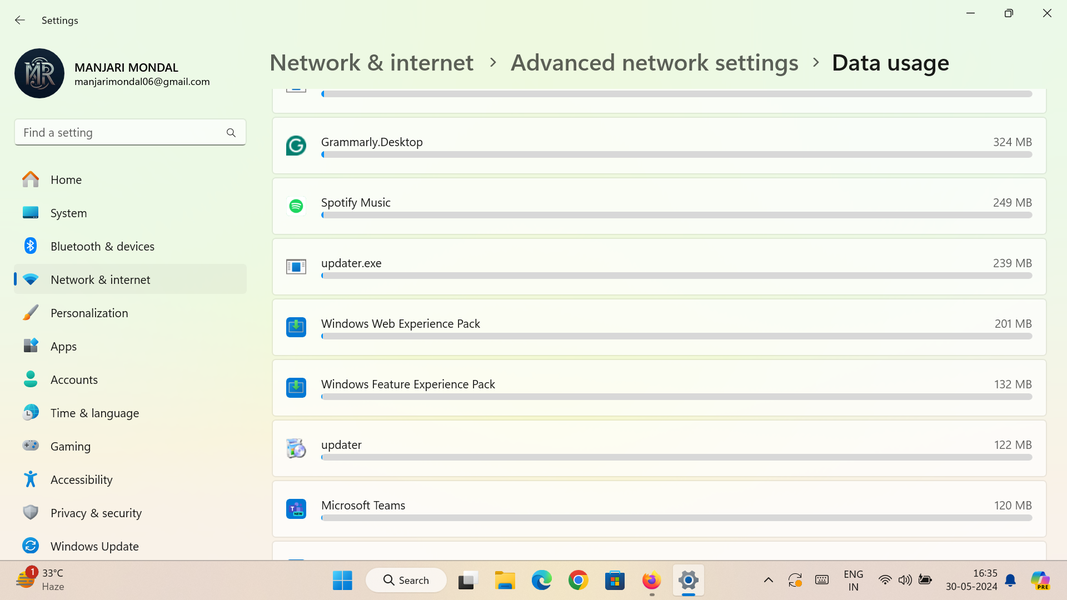 Settings
MANJARI MONDAL
manjarimondal06@gmail.com
Find a setting
Home
System
Bluetooth & devices
Network & internet
Personalization
Apps
Accounts
Time & language
Gaming
Accessibility
Privacy & security
Windows Update
Network & internet > Advanced network settings > Data usage
Grammarly.Desktop 324 MB
Spotify Music 249 MB
updater.exe 239 MB
Windows Web Experience Pack 201 MB
Windows Feature Experience Pack 132 MB
updater 122 MB
Microsoft Teams 120 MB
1
33°C
Haze
Search
ENG
IN
16:35
30-05-2024
PRE